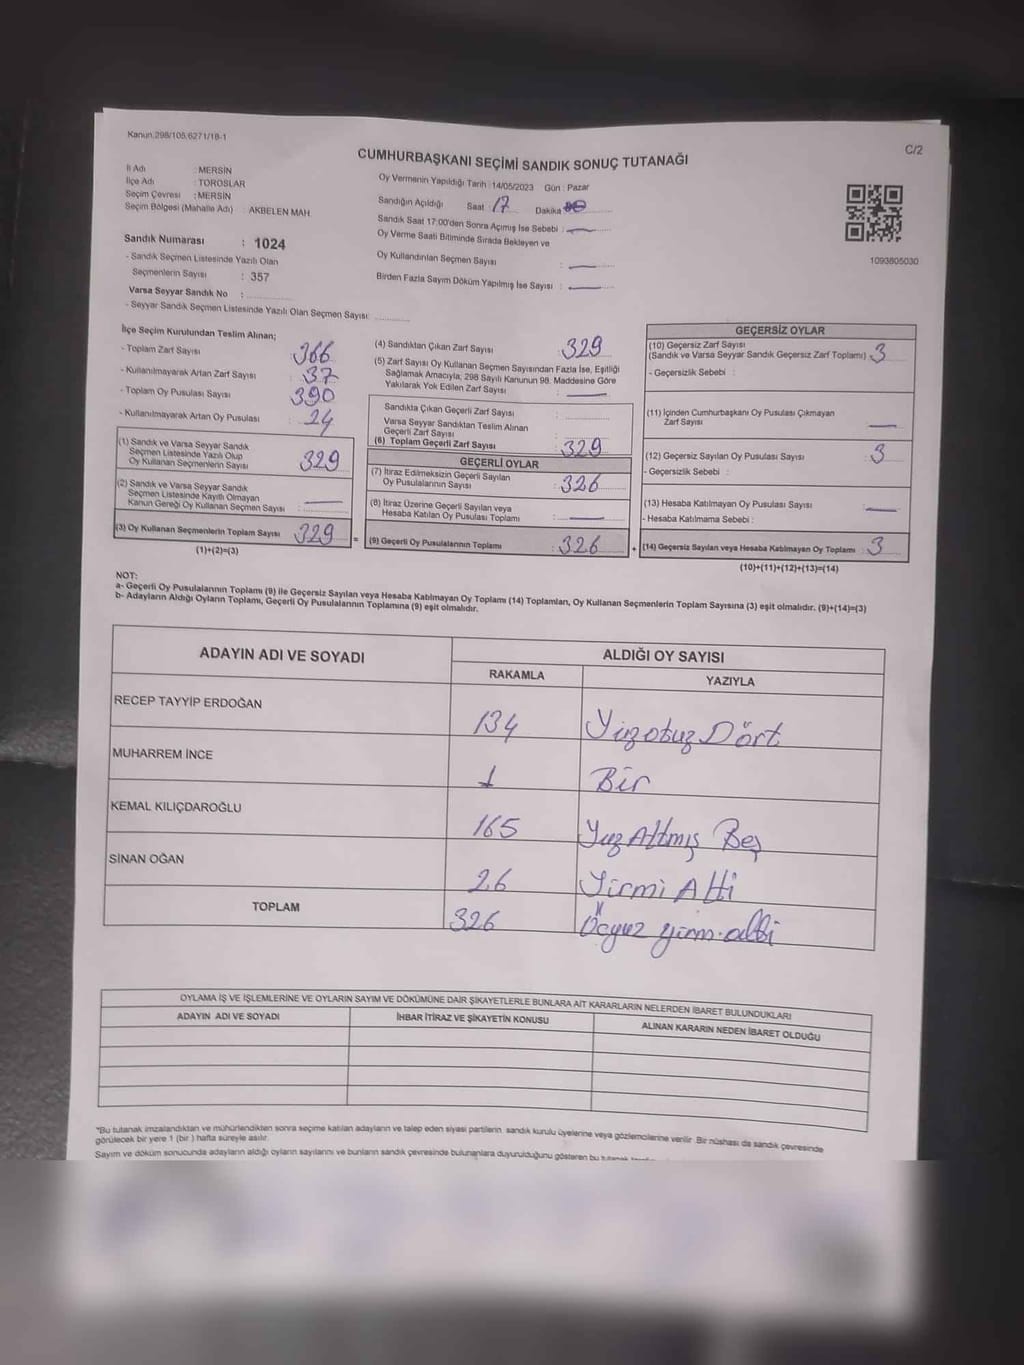 Kanun.298/105,6271/18-1
C/2
CUMHURBAŞKANI SEÇİMİ SANDIK SONUÇ TUTANAĞI
İl Adı : MERSİN
İlçe Adı : TOROSLAR
Seçim Çevresi : MERSİN
Seçim Bölgesi (Mahalle Adı) : AKBELEN MAH
Oy Vermenin Yapıldığı Tarih : 14/05/2023 Gün : Pazar
Sandığın Açıldığı Saat 17 Dakika
Sandık Saat 17:00'den Sonra Açımış İse Sebebi :
Oy Verme Saati Bitiminde Sırada Bekleyen ve
Oy Kullandırılan Seçmen Sayısı :
Birden Fazla Sayım Döküm Yapılmış İse Sayısı :
1093805030
Sandık Numarası : 1024
- Sandık Seçmen Listesinde Yazılı Olan
Seçmenlerin Sayısı : 357
Varsa Seyyar Sandık No :
- Seyyar Sandık Seçmen Listesinde Yazılı Olan Seçmen Sayısı:
İlçe Seçim Kurulundan Teslim Alınan;
- Toplam Zarf Sayısı : 366
- Kullanılmayarak Artan Zarf Sayısı : 37
- Toplam Oy Pusulası Sayısı : 390
- Kullanılmayarak Artan Oy Pusulası : 24
(1) Sandık ve Varsa Seyyar Sandık
Seçmen Listesinde Yazılı Olup
Oy Kullanan Seçmenlerin Sayısı : 329
(2) Sandık ve Varsa Seyyar Sandık
Seçmen Listesinde Kayıtlı Olmayan
Kanun Gereği Oy Kullanan Seçmen Sayısı :
(3) Oy Kullanan Seçmenlerin Toplam Sayısı : 329
(1)+(2)=(3)
(4) Sandıktan Çıkan Zarf Sayısı : 329
(5) Zarf Sayısı Oy Kullanan Seçmen Sayısından Fazla İse, Eşitliği
Sağlamak Amacıyla; 298 Sayılı Kanunun 98. Maddesine Göre
Yakılarak Yok Edilen Zarf Sayısı :
Sandıkta Çıkan Geçerli Zarf Sayısı :
Varsa Seyyar Sandıktan Teslim Alınan
Geçerli Zarf Sayısı :
(6) Toplam Geçerli Zarf Sayısı : 329
GEÇERLİ OYLAR
(7) İtiraz Edilmeksizin Geçerli Sayılan
Oy Pusulalarının Sayısı : 326
(8) İtiraz Üzerine Geçerli Sayılan veya
Hesaba Katılan Oy Pusulası Toplamı :
= (9) Geçerli Oy Pusulalarının Toplamı : 326
GEÇERSİZ OYLAR
(10) Geçersiz Zarf Sayısı
(Sandık ve Varsa Seyyar Sandık Geçersiz Zarf Toplamı) : 3
- Geçersizlik Sebebi :
(11) İçinden Cumhurbaşkanı Oy Pusulası Çıkmayan
Zarf Sayısı
(12) Geçersiz Sayılan Oy Pusulası Sayısı : 3
- Geçersizlik Sebebi :
(13) Hesaba Katılmayan Oy Pusulası Sayısı :
- Hesaba Katılmama Sebebi :
+ (14) Geçersiz Sayılan veya Hesaba Katılmayan Oy Toplamı : 3
(10)+(11)+(12)+(13)=(14)
NOT:
a- Geçerli Oy Pusulalarının Toplamı (9) ile Geçersiz Sayılan veya Hesaba Katılmayan Oy Toplamı (14) Toplamları, Oy Kullanan Seçmenlerin Toplam Sayısına (3) eşit olmalıdır. (9)+(14)=(3)
b- Adayların Aldığı Oyların Toplamı, Geçerli Oy Pusulalarının Toplamına (9) eşit olmalıdır.
ADAYIN ADI VE SOYADI
ALDIĞI OY SAYISI
RAKAMLA YAZIYLA
RECEP TAYYİP ERDOĞAN 134 Yüzotuz Dört
MUHARREM İNCE 1 Bir
KEMAL KILIÇDAROĞLU 165 Yuz Altmış Beş
SİNAN OĞAN 26 Yirmi Altı
TOPLAM 326 Üçyuz yirmi altı
OYLAMA İŞ VE İŞLEMLERİNE VE OYLARIN SAYIM VE DÖKÜMÜNE DAİR ŞİKAYETLERLE BUNLARA AİT KARARLARIN NELERDEN İBARET BULUNDUKLARI
ADAYIN ADI VE SOYADI İHBAR İTİRAZ VE ŞİKAYETİN KONUSU ALINAN KARARIN NEDEN İBARET OLDUĞU
*Bu tutanak imzalandıktan ve mühürlendikten sonra seçime katılan adayların ve talep eden siyasi partilerin sandık kurulu üyelerine veya gözlemcilerine verilir. Bir nüshası da sandık çevresinde
görülecek bir yere 1 (bir ) hafta süreyle asılır.
Sayım ve döküm sonucunda adayların aldığı oyların sayılarını ve bunların sandık çevresinde bulunanlara duyurulduğunu gösteren bu